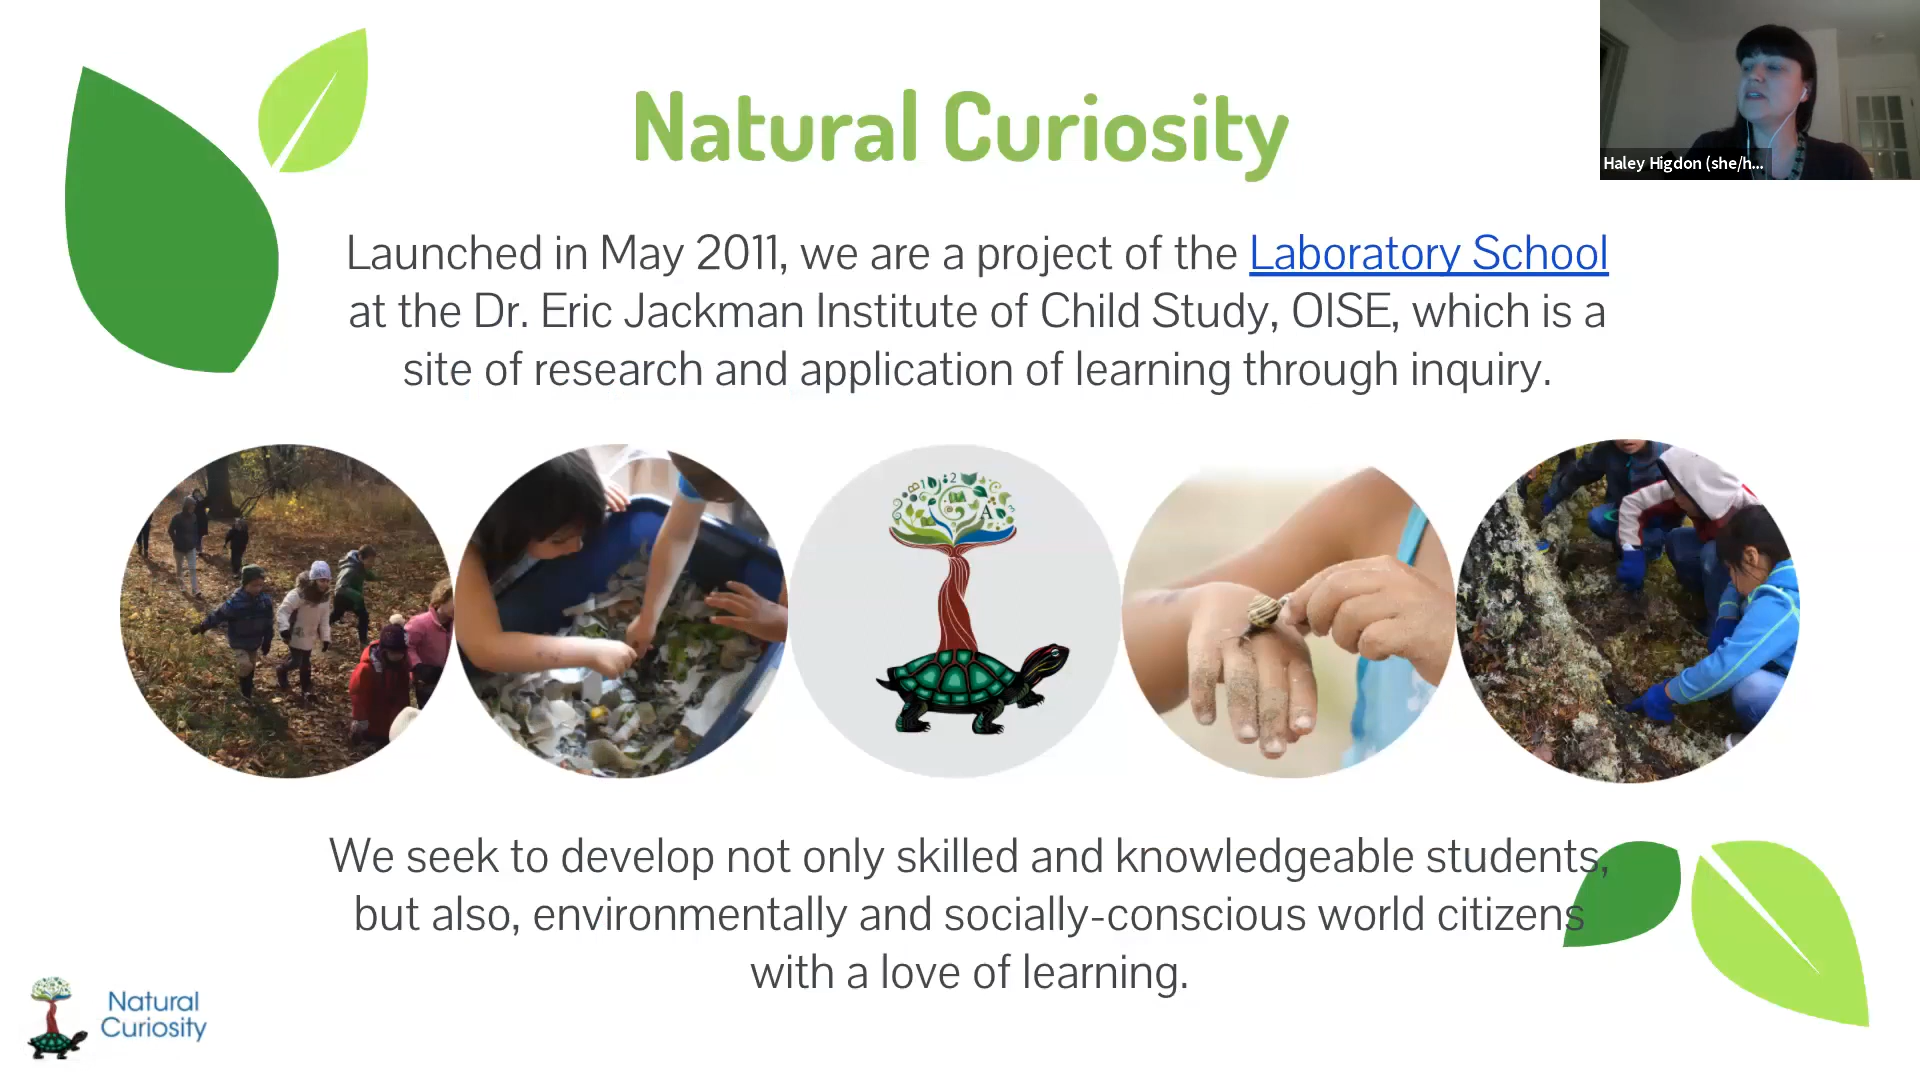 Natural Curiosity
Haley Higdon (she/h...
Launched in May 2011, we are a project of the Laboratory School
at the Dr. Eric Jackman Institute of Child Study, OISE, which is a
site of research and application of learning through inquiry.
We seek to develop not only skilled and knowledgeable students,
but also, environmentally and socially-conscious world citizens
with a love of learning.
Natural
Curiosity